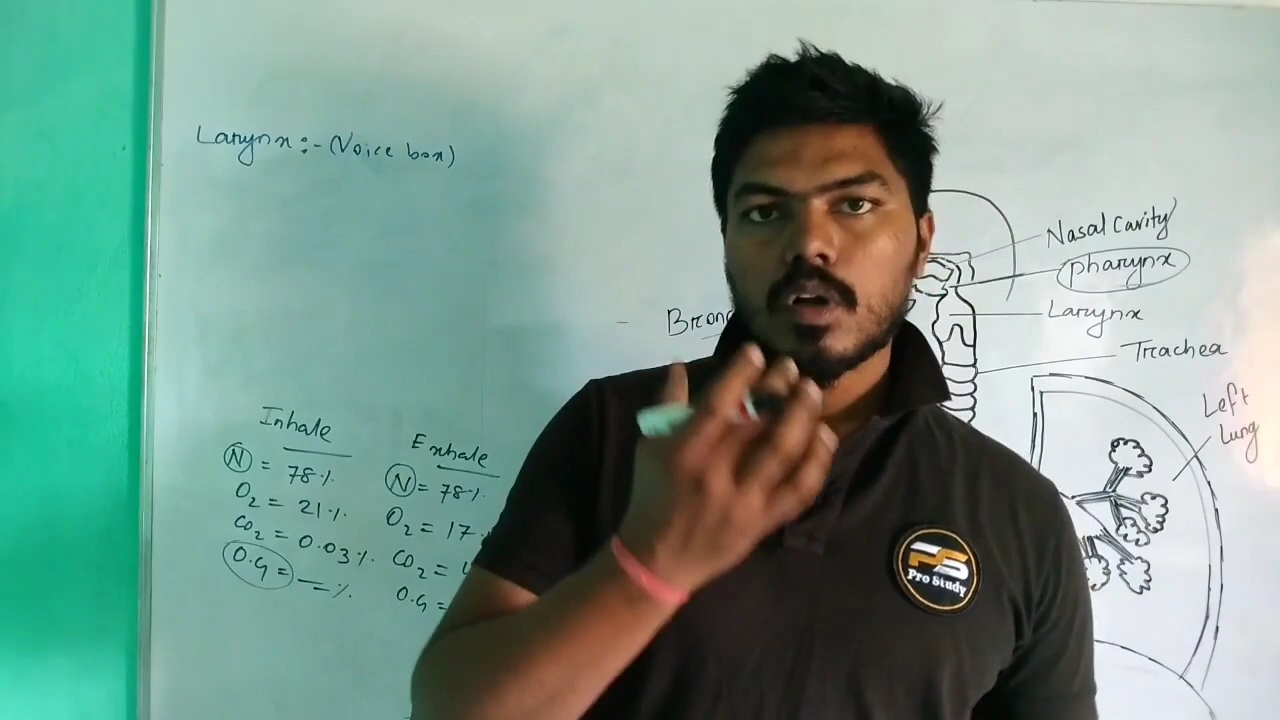 Larynx :- (Voice box)
Nasal Cavity
pharynx
Larynx
Trachea
Left
Lung
Inhale
N = 78%
O2 = 21%
CO2 = 0.03%
O.G = —%
Exhale
N = 78%
O2 = 17
CO2 =
O.G =
PS
Pro Study